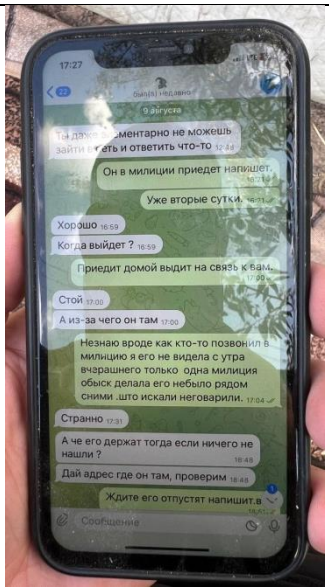 17:27
22
был(а) недавно
9 августа
Ты даже элементарно не можешь
зайти в сеть и ответить что-то
Он в милиции приедет напишет.
Уже вторые сутки. 16:11
Хорошо 16:59
Когда выйдет ? 16:59
Приедит домой выдит на связь к вам.
17:00
Стой 17:00
А из-за чего он там 17:00
Незнаю вроде как кто-то позвонил в
милицию я его не видела с утра
вчерашнего только одна милиция
обыск делала его небыло рядом
сними .што искали неговарили. 17:04
Странно 17:31
А че его держат тогда если ничего не
нашли ? 18:48
Дай адрес где он там, проверим 18:48
1
Ждите его отпустят напишит.в
Сообщение